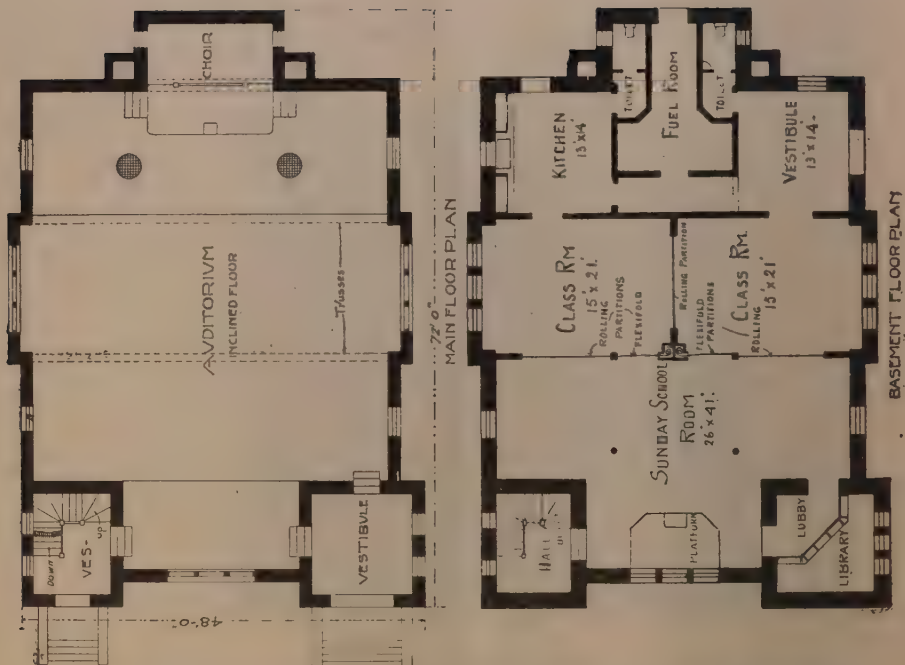 CHOIR
AVDITORIVM
INCLINED FLOOR
TRUSSES
DOWN
VES-
UP
VESTIBULE
48'-0"
72'0"
MAIN FLOOR PLAN
TOILET
FUEL ROOM
TOILET
KITCHEN
13'x14'
VESTIBULE
13'x14-
CLASS RM
15'x21'
ROLLING
PARTITIONS
FLEXIFOLD
ROLLING PARTITION
FLEXIFOLD
PARTITIONS
CLASS RM.
15'x21'
ROLLING
SUNDAY SCHOOL
ROOM
26'x41'
HALL
PLATFORM
LOBBY
LIBRARY
BASEMENT FLOOR PLAN